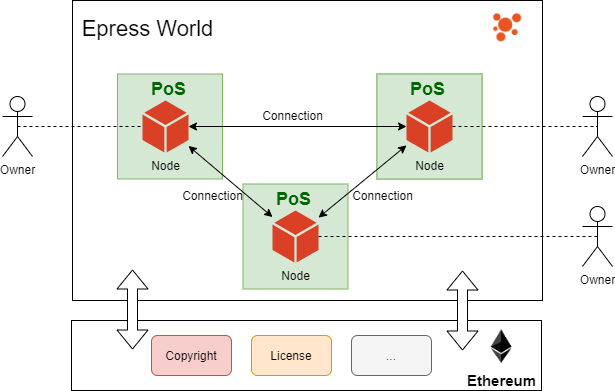 Epress World
PoS
PoS
Connection
Node
Node
Owner
Owner
Connection
Connection
PoS
Node
Owner
Copyright
License
...
Ethereum